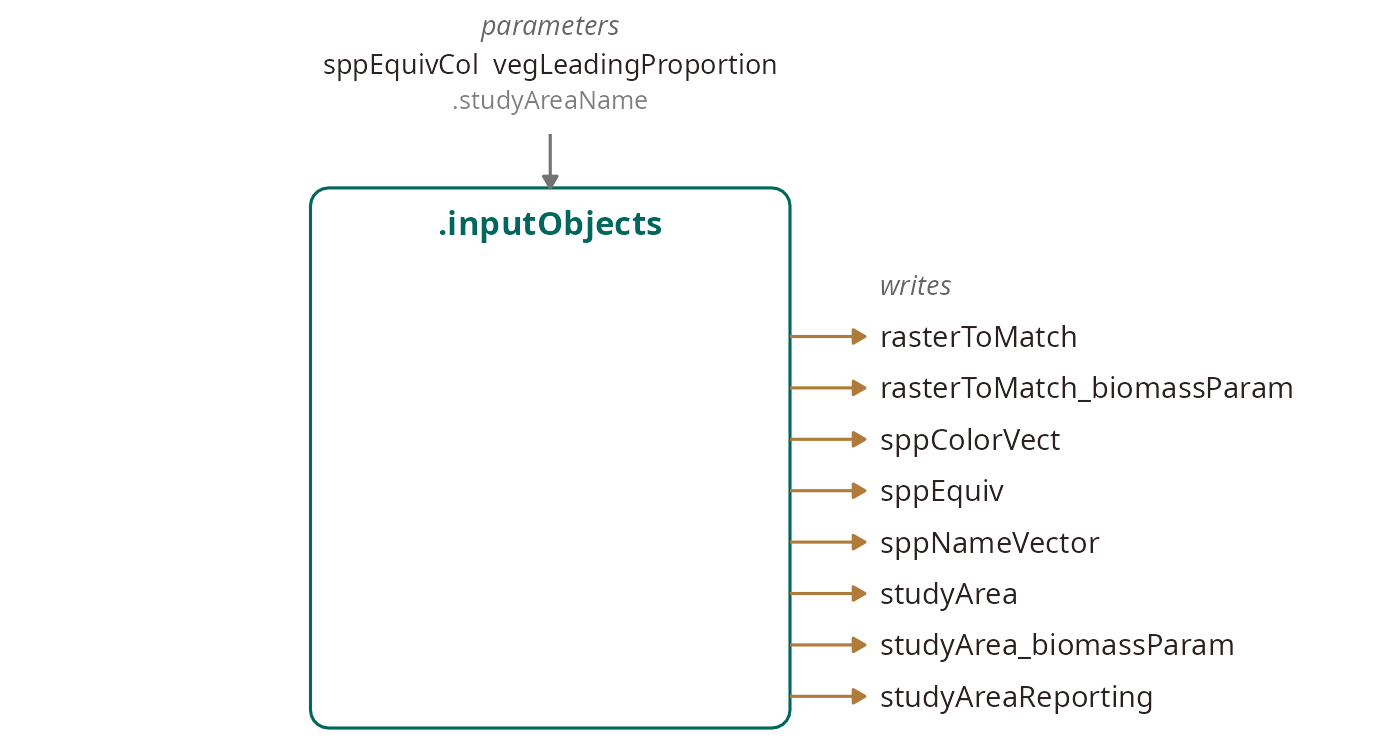 parameters
sppEquivCol vegLeadingProportion
.studyAreaName
.inputObjects
writes
rasterToMatch
rasterToMatch_biomassParam
sppColorVect
sppEquiv
sppNameVector
studyArea
studyArea_biomassParam
studyAreaReporting